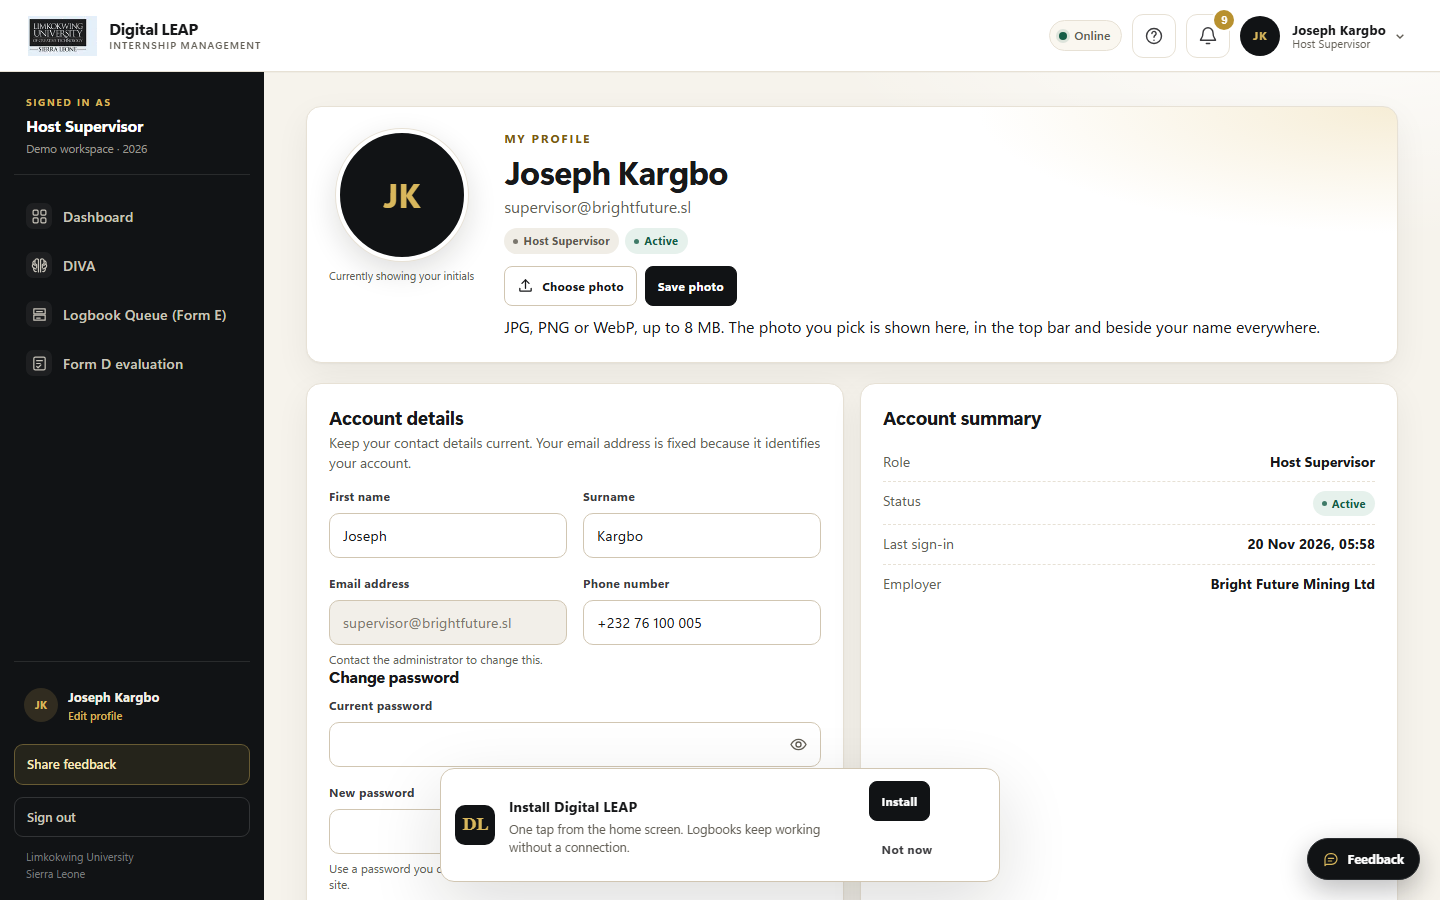 LIMKOKWING
UNIVERSITY
OF CREATIVE TECHNOLOGY
SIERRA LEONE
Digital LEAP
INTERNSHIP MANAGEMENT
Online
9
JK
Joseph Kargbo
Host Supervisor
SIGNED IN AS
Host Supervisor
Demo workspace · 2026
Dashboard
DIVA
Logbook Queue (Form E)
Form D evaluation
JK
Joseph Kargbo
Edit profile
Share feedback
Sign out
Limkokwing University
Sierra Leone
JK
Currently showing your initials
MY PROFILE
Joseph Kargbo
supervisor@brightfuture.sl
Host Supervisor
Active
Choose photo
Save photo
JPG, PNG or WebP, up to 8 MB. The photo you pick is shown here, in the top bar and beside your name everywhere.
Account details
Keep your contact details current. Your email address is fixed because it identifies
your account.
First name
Surname
Joseph
Kargbo
Email address
Phone number
supervisor@brightfuture.sl
+232 76 100 005
Contact the administrator to change this.
Change password
Current password
New password
Use a password you
site.
Account summary
Role
Host Supervisor
Status
Active
Last sign-in
20 Nov 2026, 05:58
Employer
Bright Future Mining Ltd
DL
Install Digital LEAP
One tap from the home screen. Logbooks keep working
without a connection.
Install
Not now
Feedback